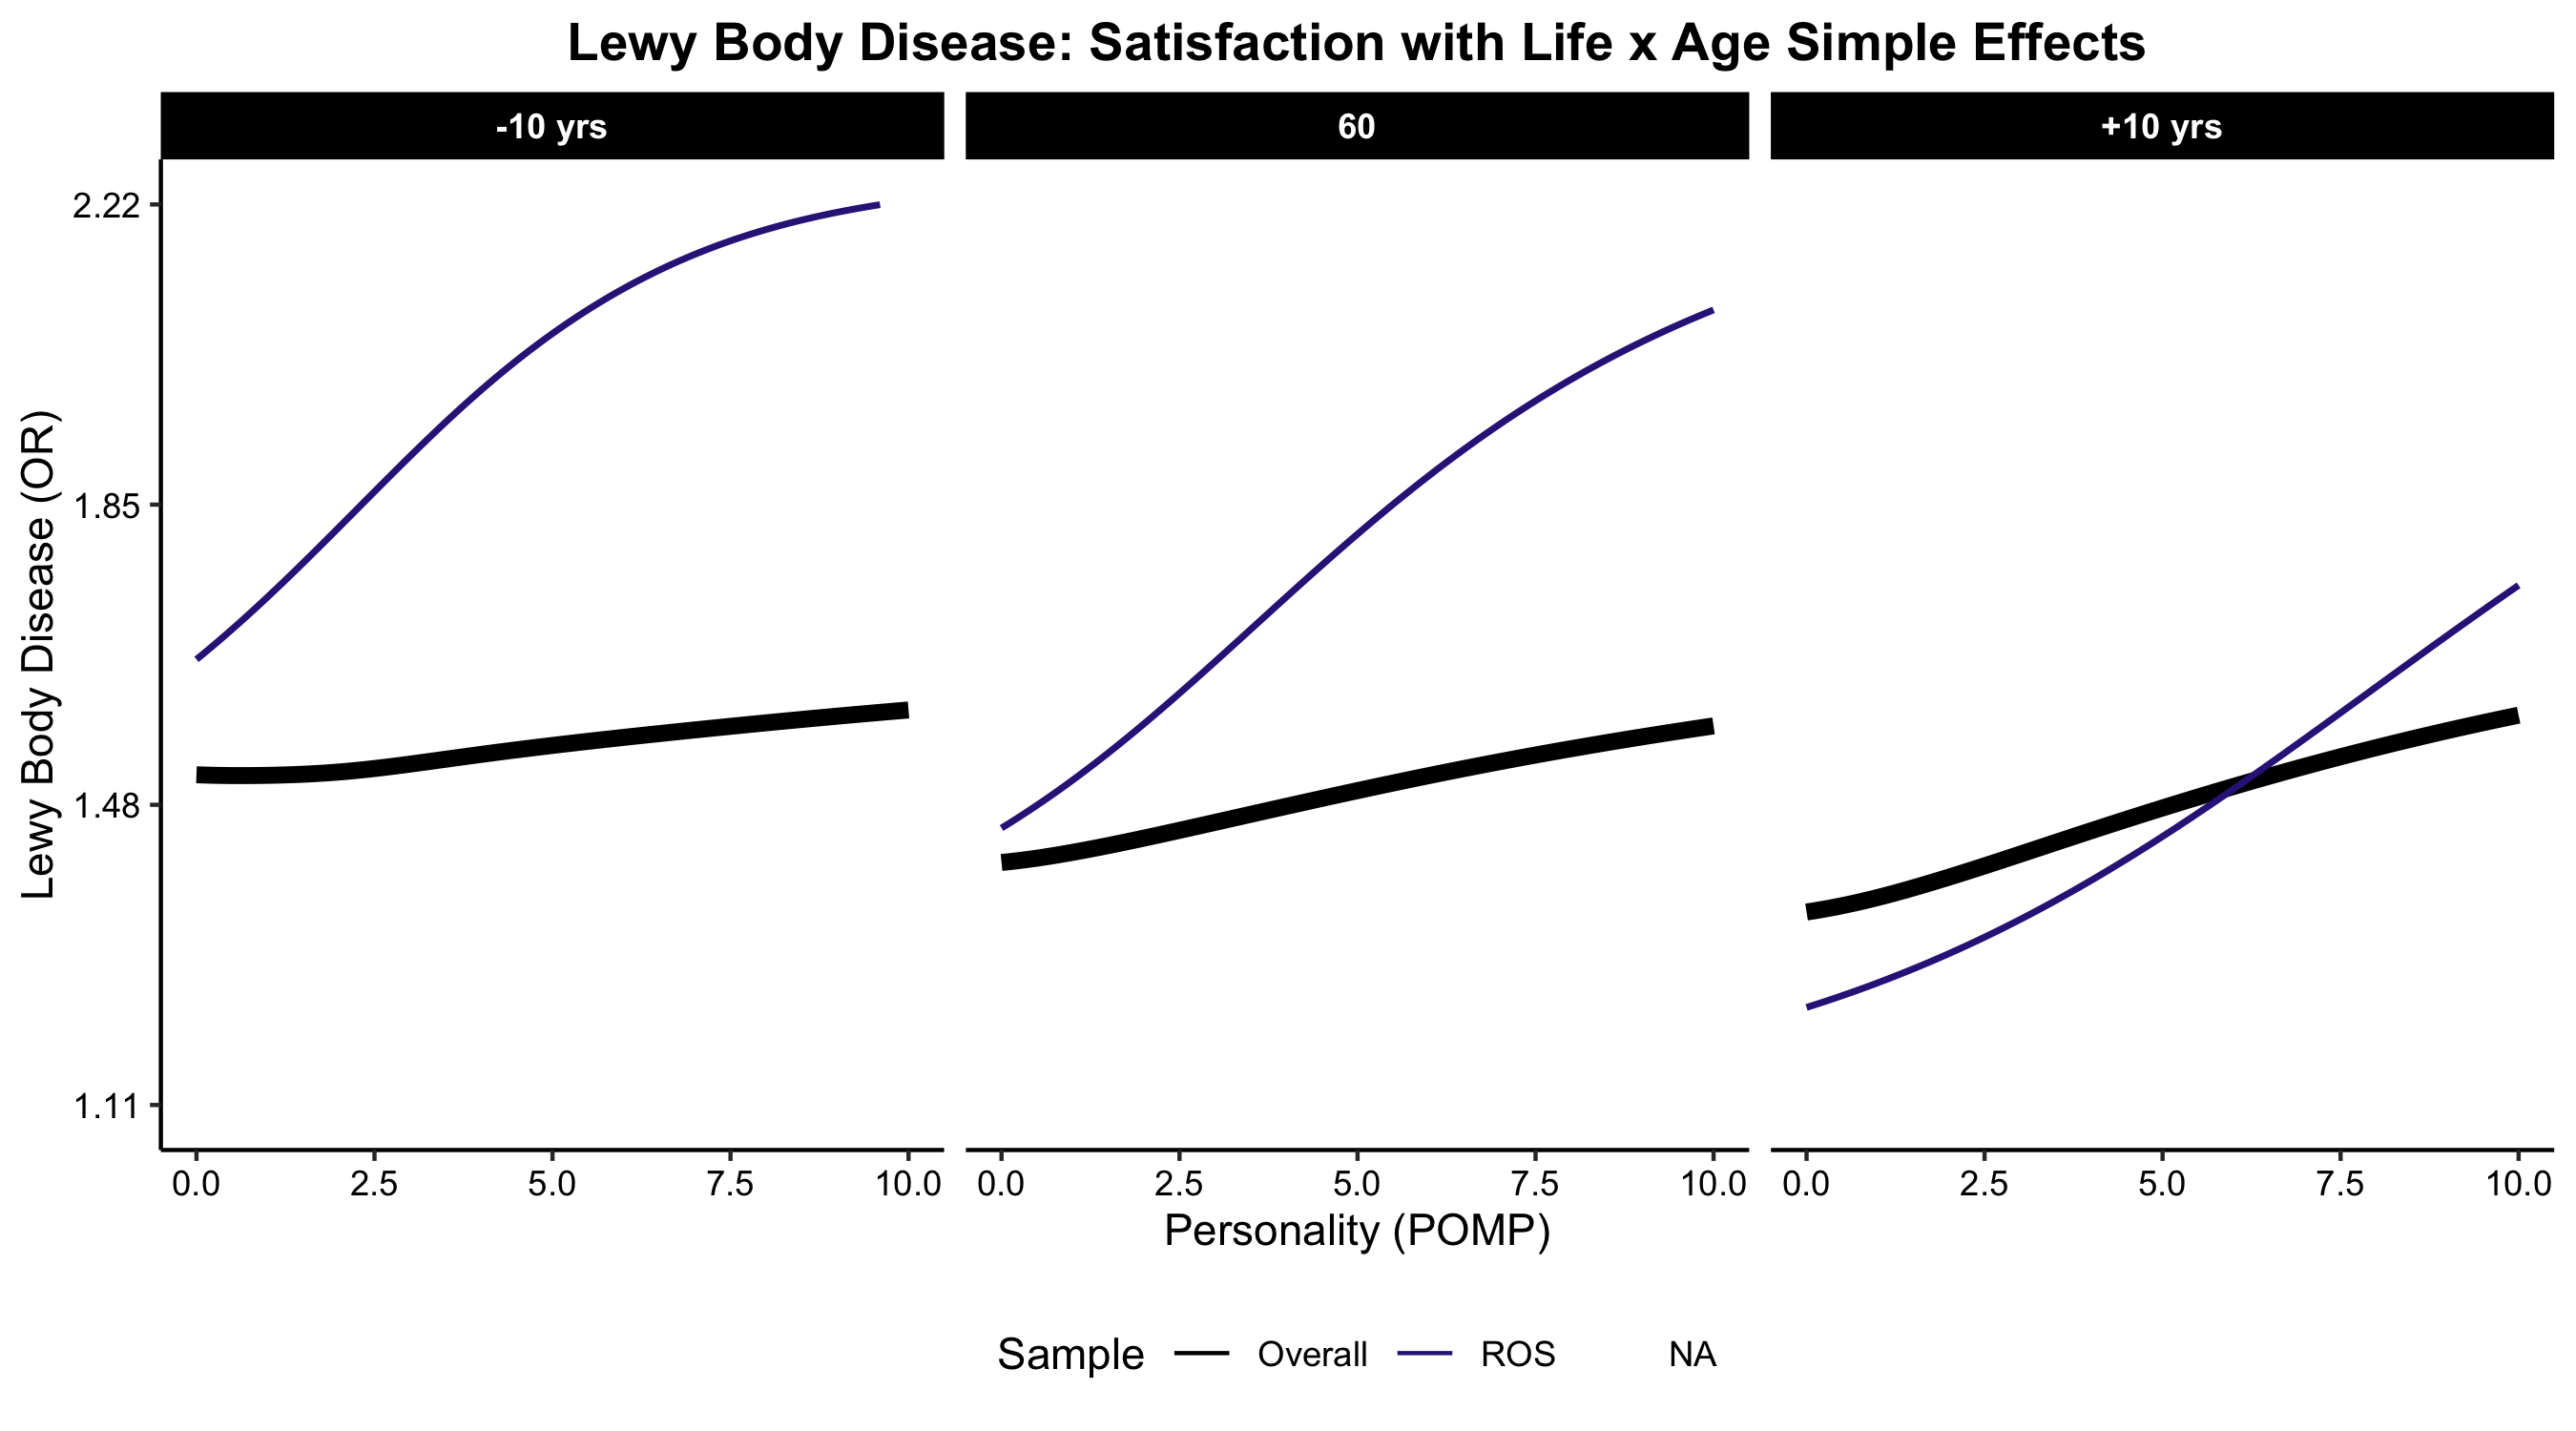 Lewy Body Disease: Satisfaction with Life x Age Simple Effects
-10 yrs
60
+10 yrs
Lewy Body Disease (OR)
2.22
1.85
1.48
1.11
0.0 2.5 5.0 7.5 10.0
0.0 2.5 5.0 7.5 10.0
0.0 2.5 5.0 7.5 10.0
Personality (POMP)
Sample Overall ROS NA